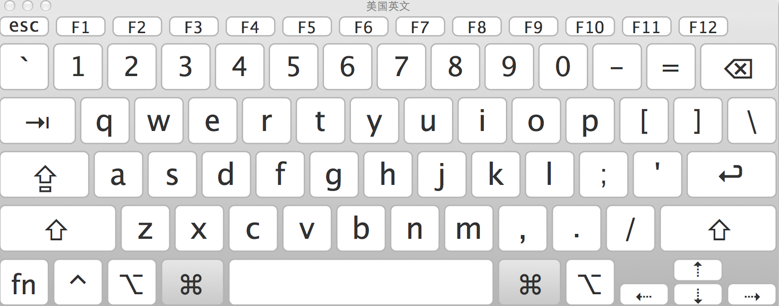 美国英文
esc F1 F2 F3 F4 F5 F6 F7 F8 F9 F10 F11 F12
` 1 2 3 4 5 6 7 8 9 0 - = ⌫
⇥ q w e r t y u i o p [ ] \
⇪ a s d f g h j k l ; ' ↩
⇧ z x c v b n m , . / ⇧
fn ^ ⌥ ⌘ ⌘ ⌥ ⇠ ⇡ ⇣ ⇢